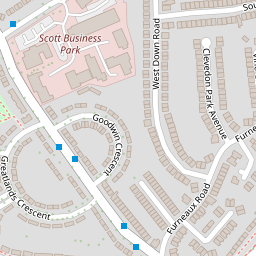 Scott Business
Park
West Down Road
Clevedon Park Avenue
Goodwin Crescent
Greatlands Crescent
Furneaux Road